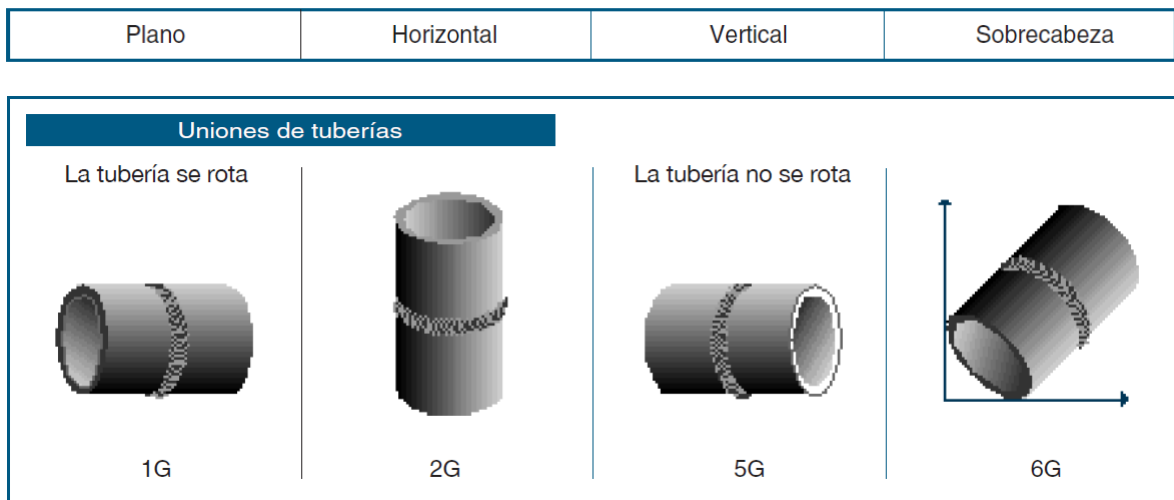 Plano Horizontal Vertical Sobrecabeza
Uniones de tuberías
La tubería se rota La tubería no se rota
1G 2G 5G 6G